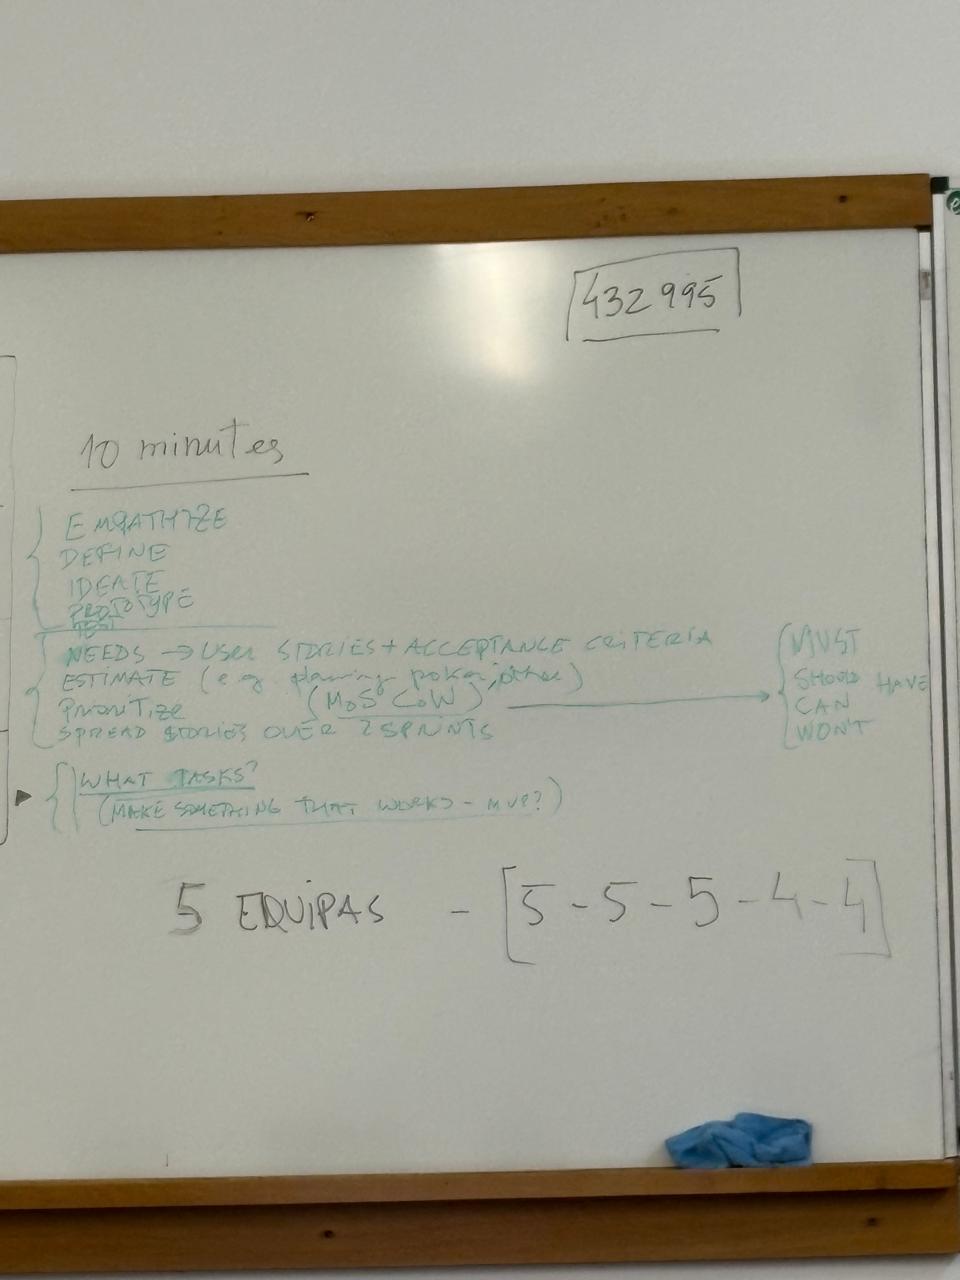 432 995
10 minutes
EMPATHIZE
DEFINE
IDEATE
PROTOTYPE
TEST
NEEDS → USER STORIES + ACCEPTANCE CRITERIA
ESTIMATE (e.g planning poker, other)
PRIORITIZE (MoSCoW)
SPREAD STORIES OVER 2 SPRINTS
MUST
SHOULD HAVE
CAN
WON'T
WHAT TASKS?
(MAKE SOMETHING THAT WORKS - MVP?)
5 EQUIPAS - [5-5-5-4-4]